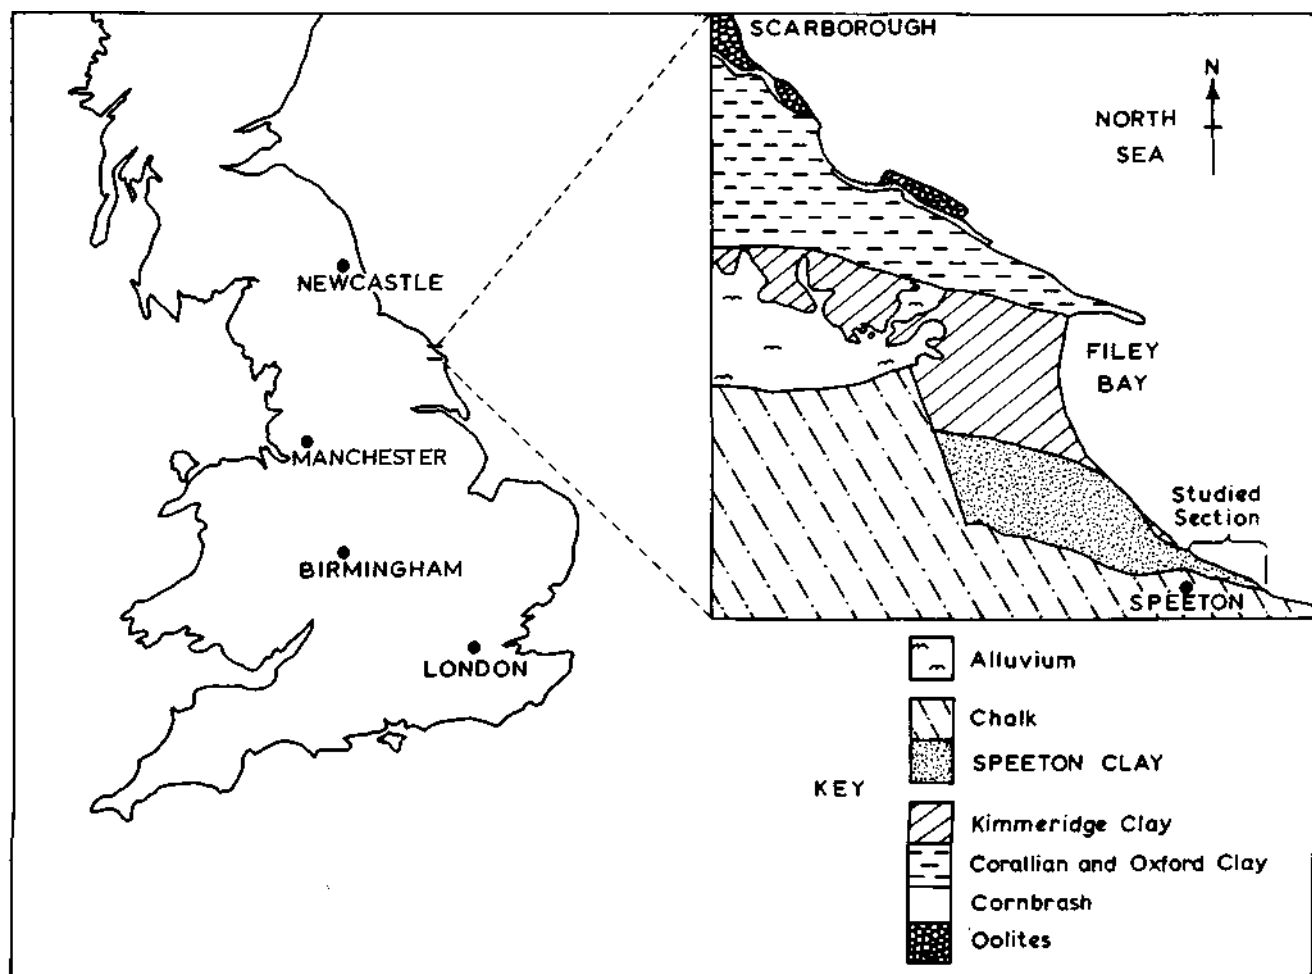 SCARBOROUGH
N
NORTH
SEA
NEWCASTLE
FILEY
BAY
MANCHESTER
Studied
Section
BIRMINGHAM
SPEETON
LONDON
Alluvium
Chalk
SPEETON CLAY
KEY
Kimmeridge Clay
Corallian and Oxford Clay
Cornbrash
Oolites